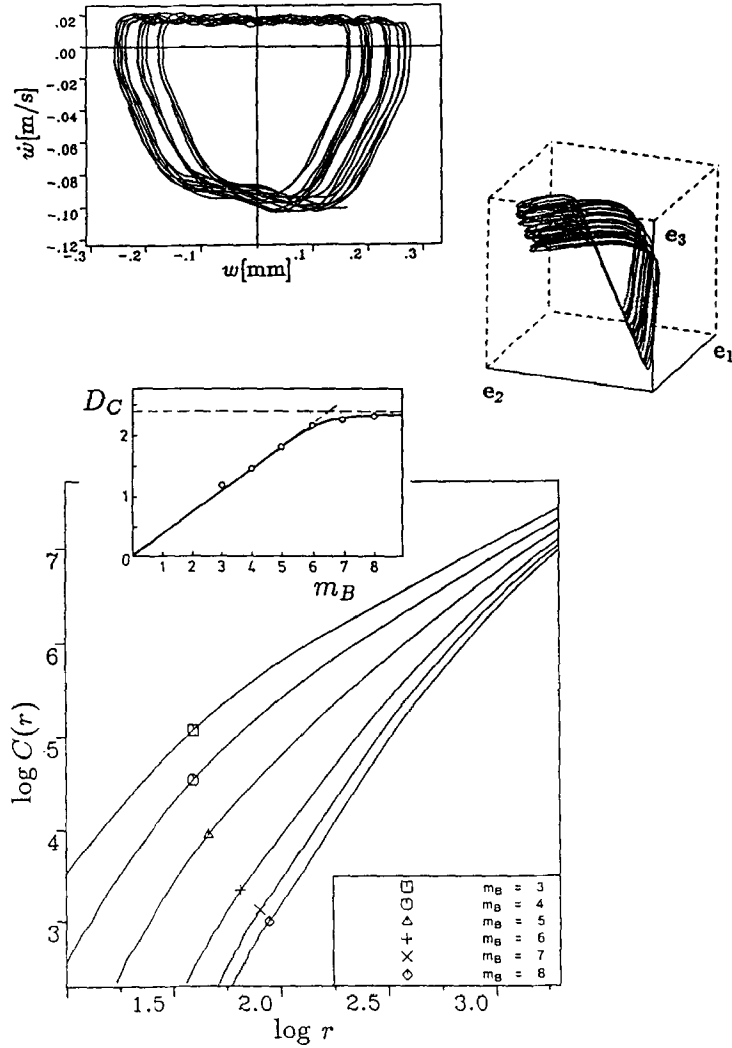 .02
.00
-.02
-.04
-.06
-.08
-.10
-.12
ẇ[m/s]
-.3 -.2 -.1 .1 .2 .3
w[mm]
e₃
e₁
e₂
D_C
2
1
0
1 2 3 4 5 6 7 8
m_B
7
6
5
4
3
log C(r)
m_B = 3
m_B = 4
m_B = 5
m_B = 6
m_B = 7
m_B = 8
1.5 2.0 2.5 3.0
log r